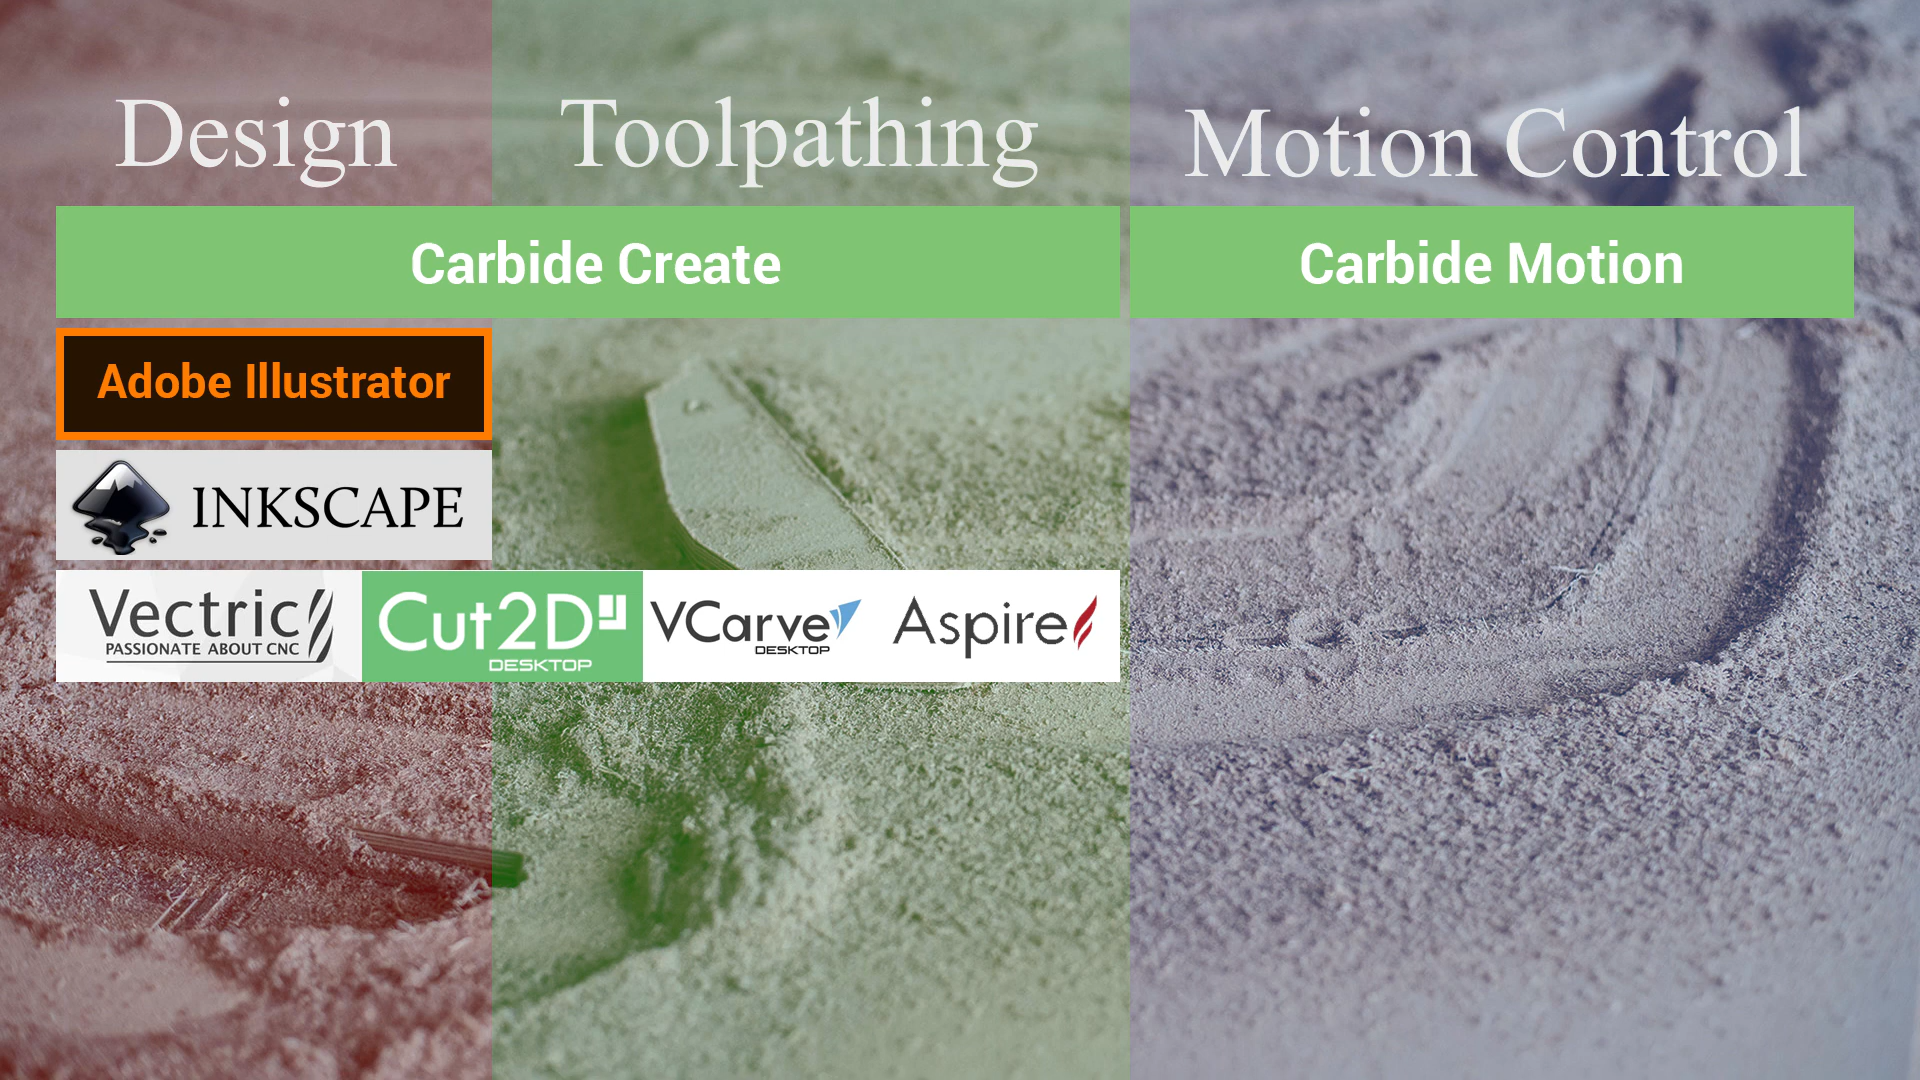 Design
Toolpathing
Motion Control
Carbide Create
Carbide Motion
Adobe Illustrator
INKSCAPE
Vectric
PASSIONATE ABOUT CNC
Cut2D
DESKTOP
VCarve
DESKTOP
Aspire